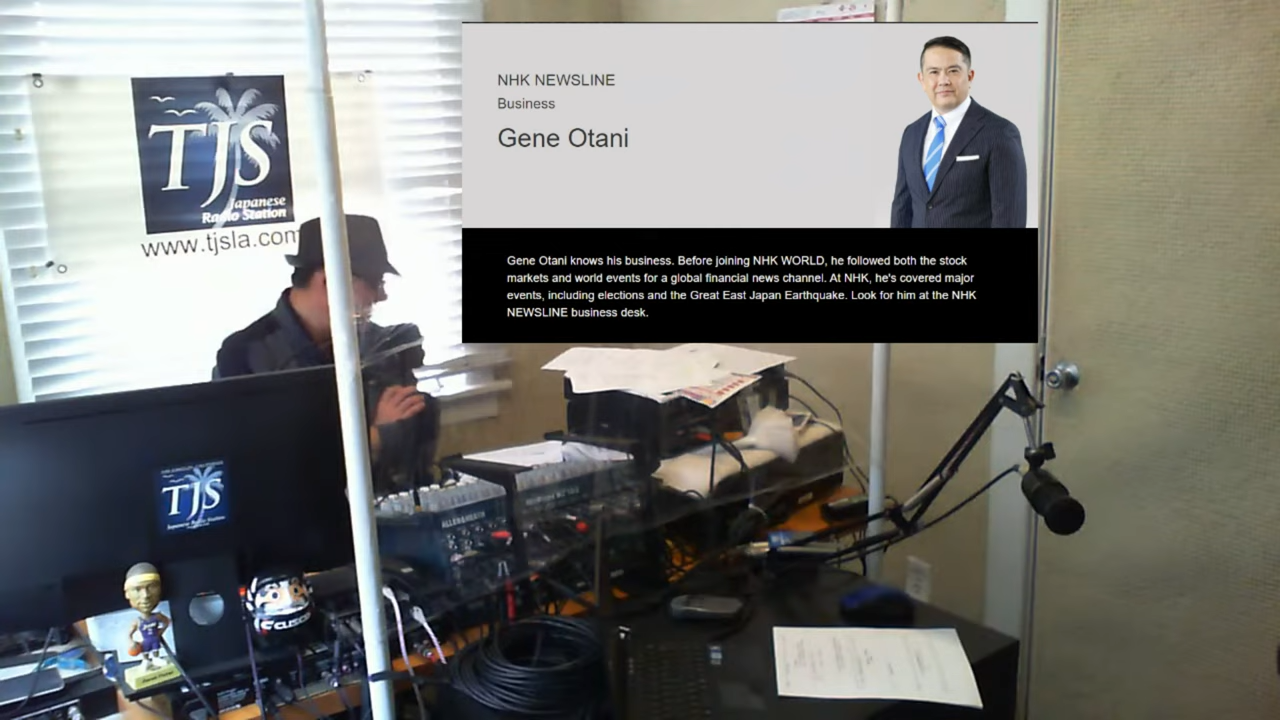 NHK NEWSLINE
Business
Gene Otani
Gene Otani knows his business. Before joining NHK WORLD, he followed both the stock
markets and world events for a global financial news channel. At NHK, he's covered major
events, including elections and the Great East Japan Earthquake. Look for him at the NHK
NEWSLINE business desk.
TJS
Japanese
Radio Station
www.tjsla.com
TJS
Japanese Radio Station
ALLEN&HEATH